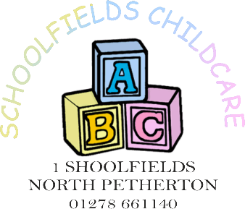 SCHOOLFIELDS CHILDCARE
A
B C
1 SHOOLFIELDS
NORTH PETHERTON
01278 661140